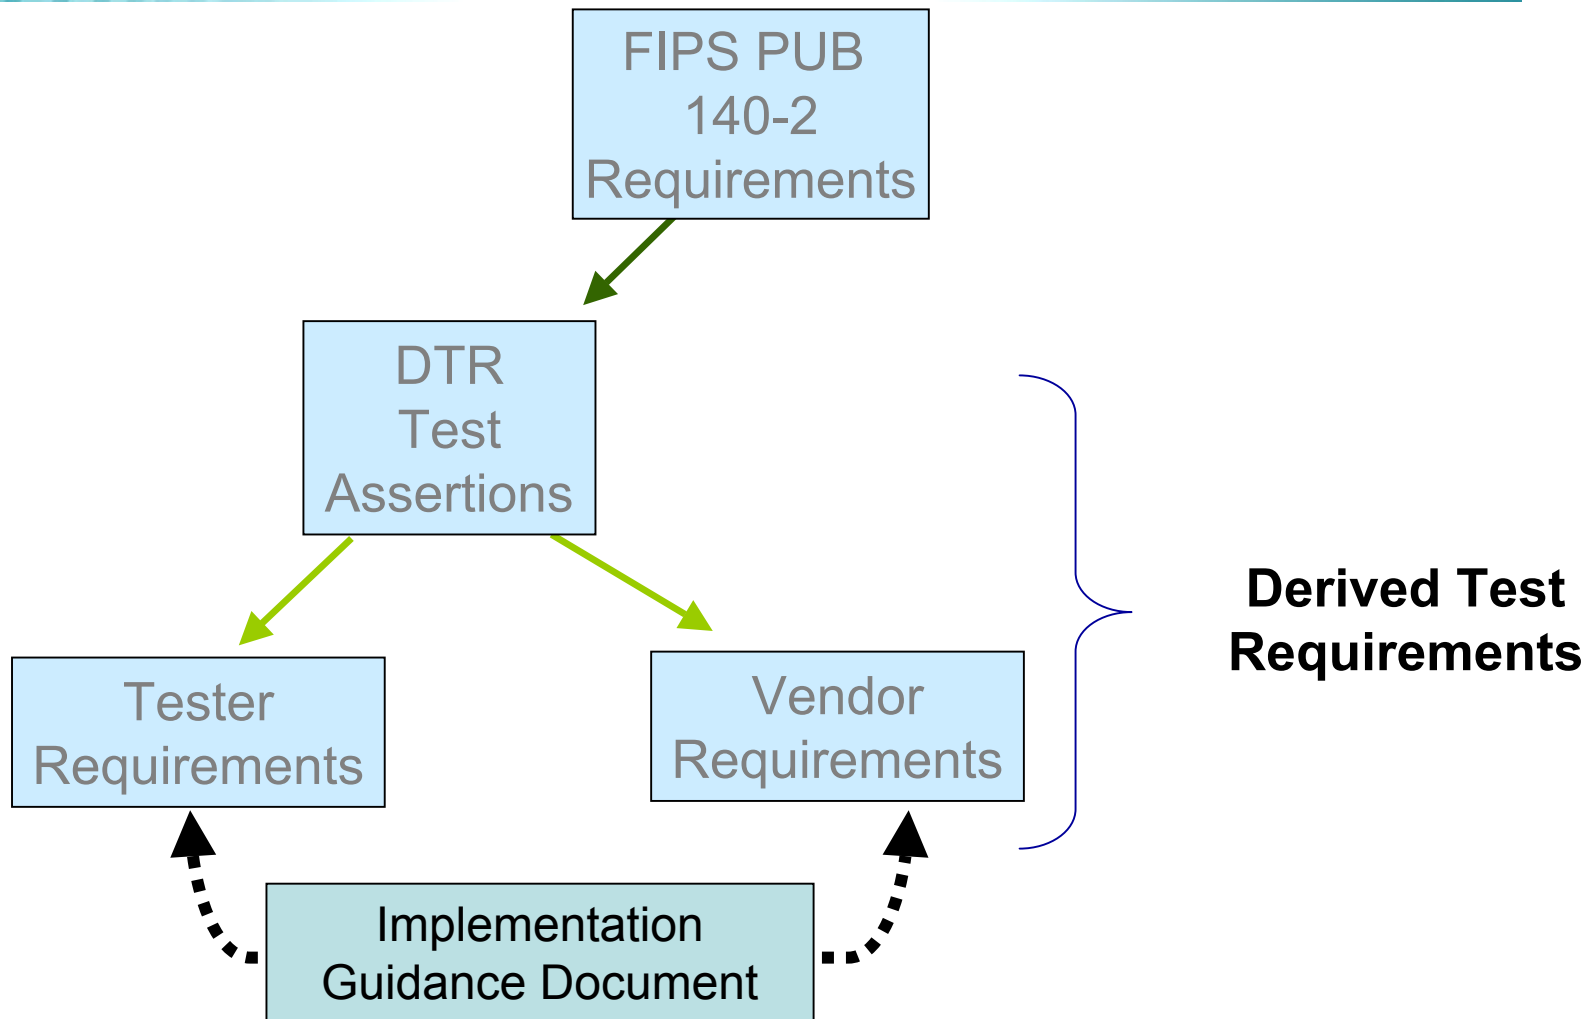 FIPS PUB
140-2
Requirements
DTR
Test
Assertions
Derived Test
Requirements
Tester
Requirements
Vendor
Requirements
Implementation
Guidance Document